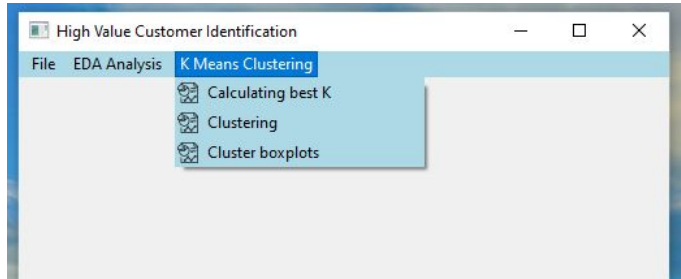 High Value Customer Identification
File EDA Analysis K Means Clustering
Calculating best K
Clustering
Cluster boxplots